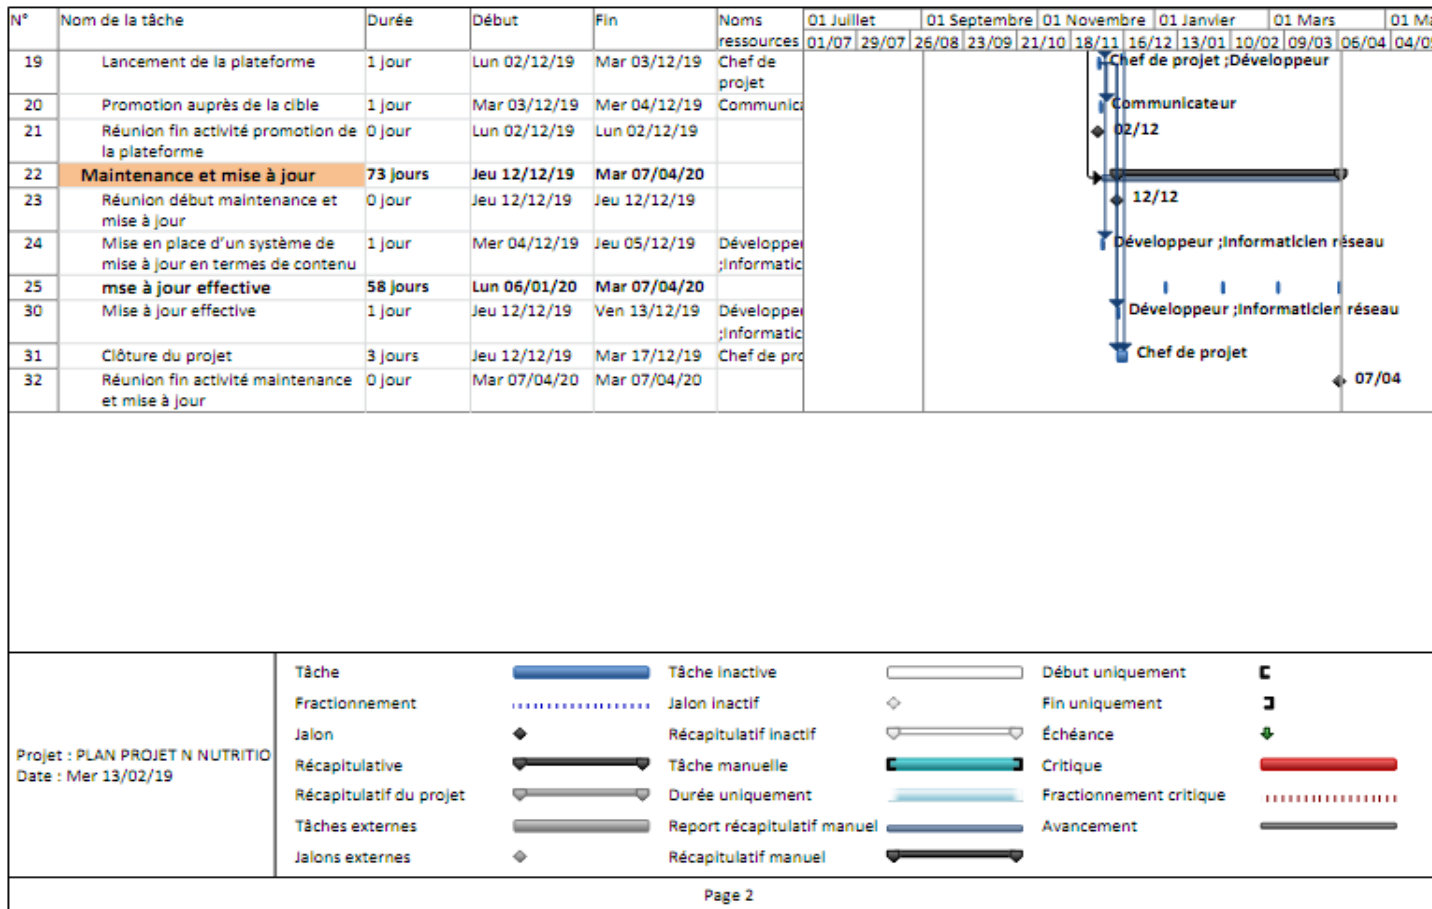 N° Nom de la tâche Durée Début Fin Noms 01 Juillet 01 Septembre 01 Novembre 01 Janvier 01 Mars 01 Ma
ressources 01/07 29/07 26/08 23/09 21/10 18/11 16/12 13/01 10/02 09/03 06/04 04/05
19 Lancement de la plateforme 1 jour Lun 02/12/19 Mar 03/12/19 Chef de Chef de projet ;Développeur
projet
20 Promotion auprès de la cible 1 jour Mar 03/12/19 Mer 04/12/19 Communica Communicateur
21 Réunion fin activité promotion de 0 jour Lun 02/12/19 Lun 02/12/19 02/12
la plateforme
22 Maintenance et mise à jour 73 jours Jeu 12/12/19 Mar 07/04/20
23 Réunion début maintenance et 0 jour Jeu 12/12/19 Jeu 12/12/19 12/12
mise à jour
24 Mise en place d'un système de 1 jour Mer 04/12/19 Jeu 05/12/19 Développeu Développeur ;Informaticien réseau
mise à jour en termes de contenu ;Informatic
25 mse à jour effective 58 jours Lun 06/01/20 Mar 07/04/20
30 Mise à jour effective 1 jour Jeu 12/12/19 Ven 13/12/19 Développeu Développeur ;Informaticien réseau
;Informatic
31 Clôture du projet 3 jours Jeu 12/12/19 Mar 17/12/19 Chef de pro Chef de projet
32 Réunion fin activité maintenance 0 jour Mar 07/04/20 Mar 07/04/20 07/04
et mise à jour
Projet : PLAN PROJET N NUTRITIO
Date : Mer 13/02/19
Tâche Tâche inactive Début uniquement
Fractionnement Jalon inactif Fin uniquement
Jalon Récapitulatif inactif Échéance
Récapitulative Tâche manuelle Critique
Récapitulatif du projet Durée uniquement Fractionnement critique
Tâches externes Report récapitulatif manuel Avancement
Jalons externes Récapitulatif manuel
Page 2